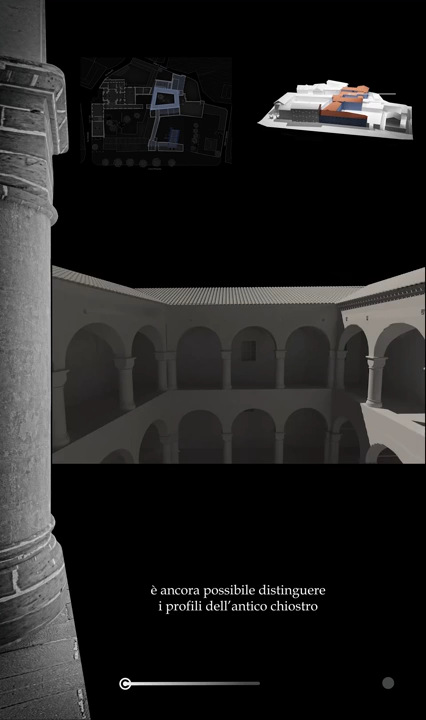 è ancora possibile distinguere
i profili dell'antico chiostro